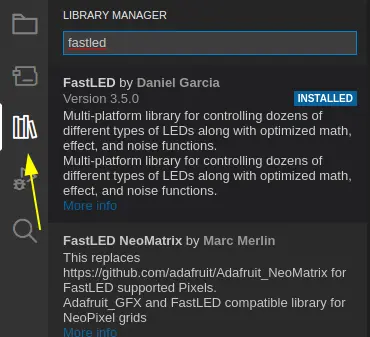 LIBRARY MANAGER
fastled
FastLED by Daniel Garcia
Version 3.5.0 INSTALLED
Multi-platform library for controlling dozens of
different types of LEDs along with optimized math,
effect, and noise functions.
Multi-platform library for controlling dozens of
different types of LEDs along with optimized math,
effect, and noise functions.
More info
FastLED NeoMatrix by Marc Merlin
This replaces
https://github.com/adafruit/Adafruit_NeoMatrix for
FastLED supported Pixels.
Adafruit_GFX and FastLED compatible library for
NeoPixel grids
More info